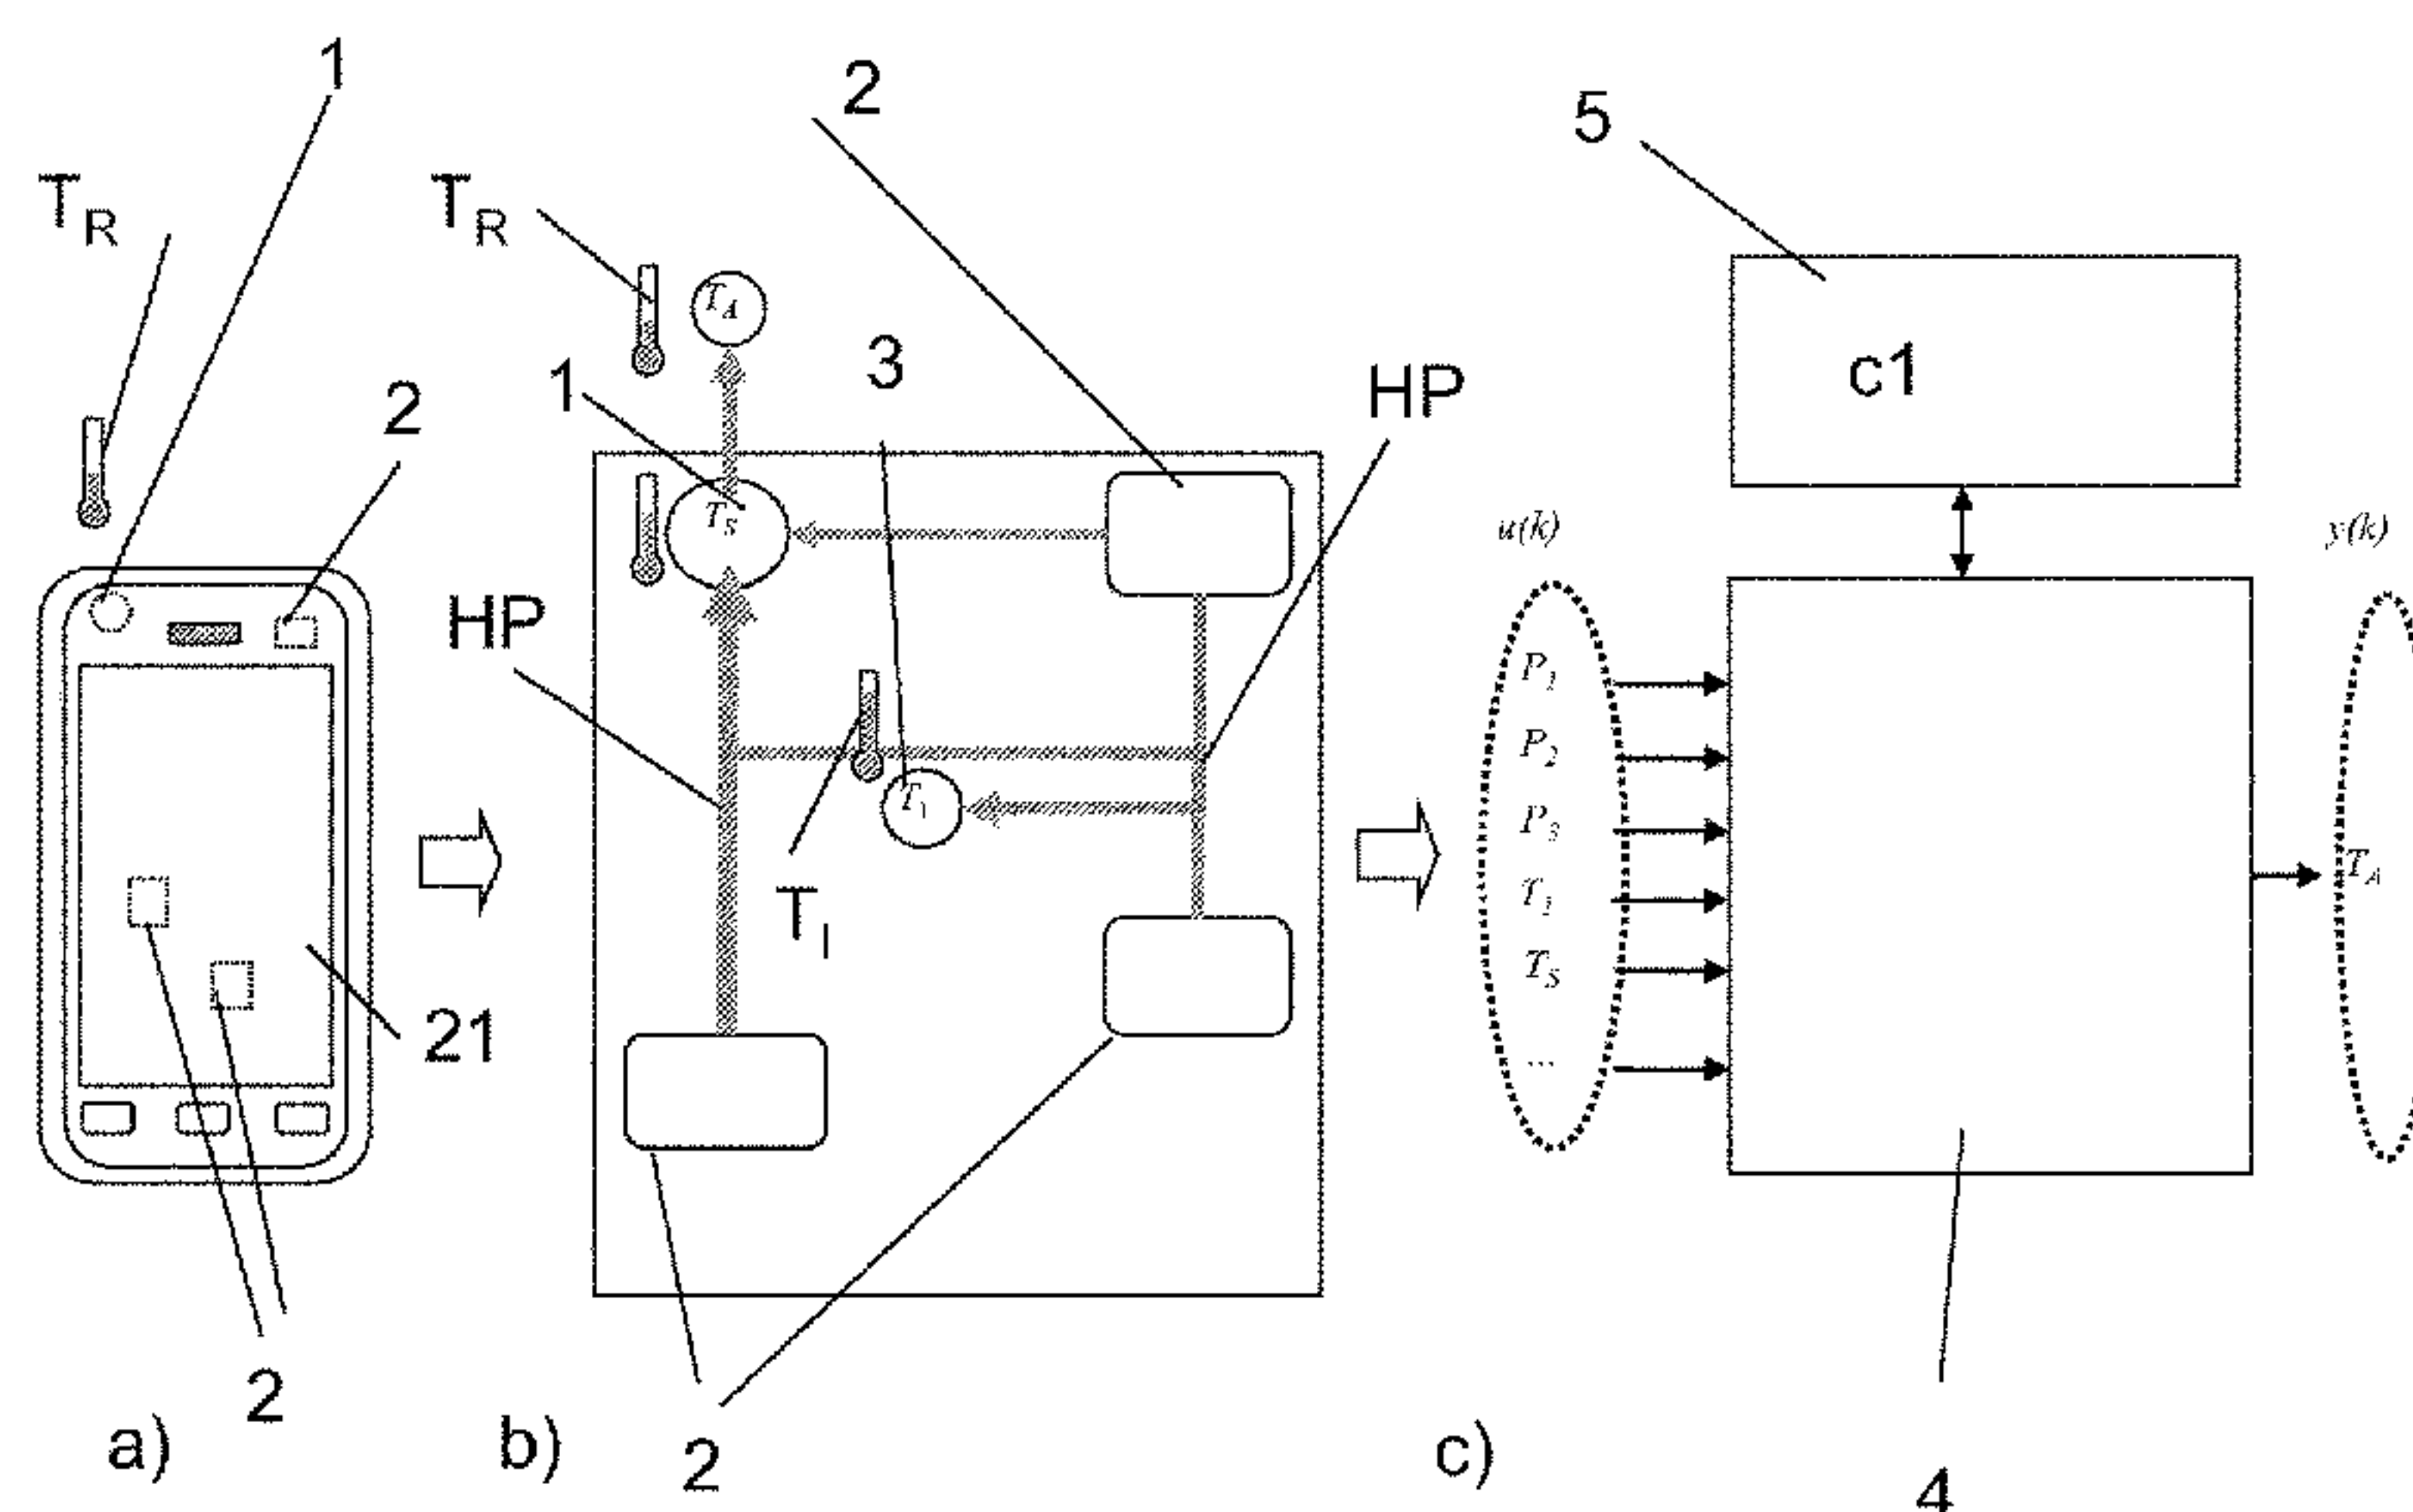 1
T_R
2
21
2
a)
T_R
2
T_A
1
3
HP
T_S
HP
T_1
T_I
2
b)
5
c1
u(k)
y(k)
P_1
P_2
P_3
T_1
T_A
T_S
...
c)
4